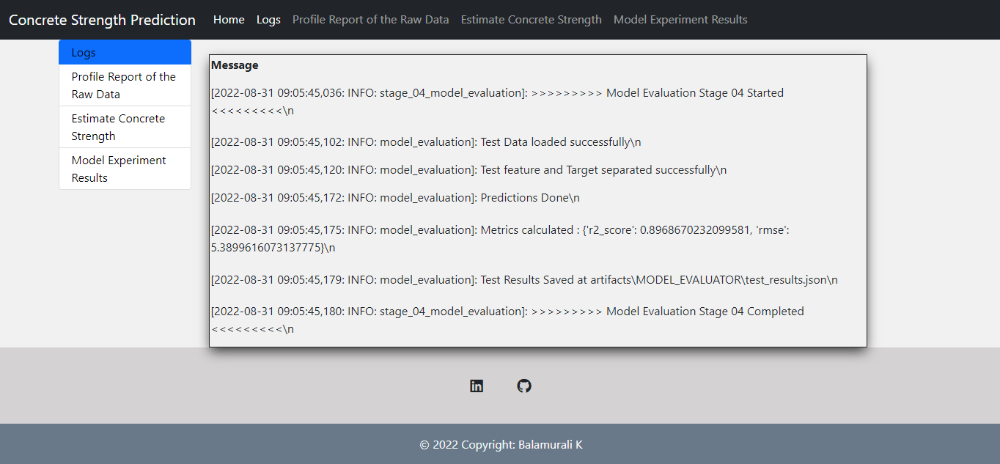 Concrete Strength Prediction Home Logs Profile Report of the Raw Data Estimate Concrete Strength Model Experiment Results
Logs
Profile Report of the
Raw Data
Estimate Concrete
Strength
Model Experiment
Results
Message
[2022-08-31 09:05:45,036: INFO: stage_04_model_evaluation]: >>>>>>>>> Model Evaluation Stage 04 Started
<<<<<<<<<\n
[2022-08-31 09:05:45,102: INFO: model_evaluation]: Test Data loaded successfully\n
[2022-08-31 09:05:45,120: INFO: model_evaluation]: Test feature and Target separated successfully\n
[2022-08-31 09:05:45,172: INFO: model_evaluation]: Predictions Done\n
[2022-08-31 09:05:45,175: INFO: model_evaluation]: Metrics calculated : {'r2_score': 0.8968670232099581, 'rmse':
5.3899616073137775}\n
[2022-08-31 09:05:45,179: INFO: model_evaluation]: Test Results Saved at artifacts\MODEL_EVALUATOR\test_results.json\n
[2022-08-31 09:05:45,180: INFO: stage_04_model_evaluation]: >>>>>>>>> Model Evaluation Stage 04 Completed
<<<<<<<<<\n
in
© 2022 Copyright: Balamurali K